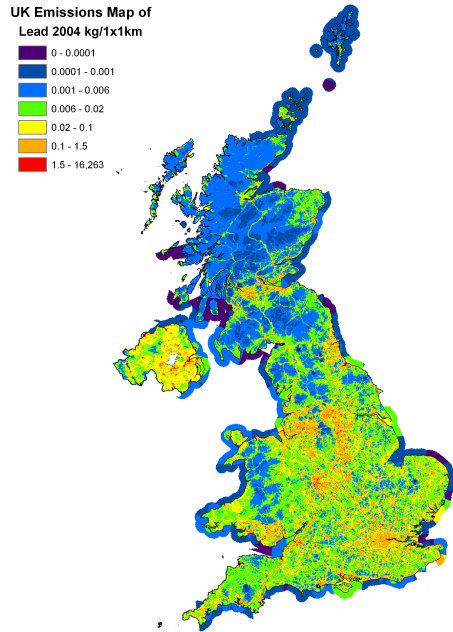 UK Emissions Map of
Lead 2004 kg/1x1km
0 - 0.0001
0.0001 - 0.001
0.001 - 0.006
0.006 - 0.02
0.02 - 0.1
0.1 - 1.5
1.5 - 16,263